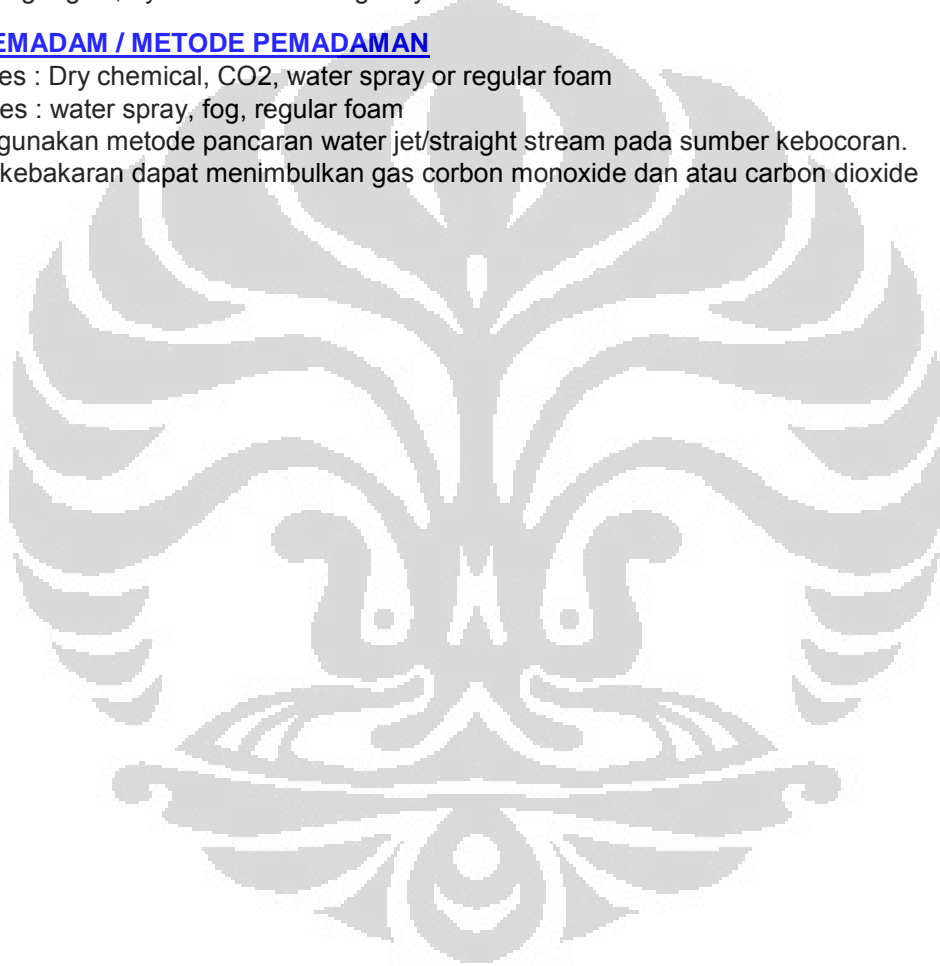 EMADAM / METODE PEMADAMAN
es : Dry chemical, CO2, water spray or regular foam
es : water spray, fog, regular foam
gunakan metode pancaran water jet/straight stream pada sumber kebocoran.
kebakaran dapat menimbulkan gas corbon monoxide dan atau carbon dioxide